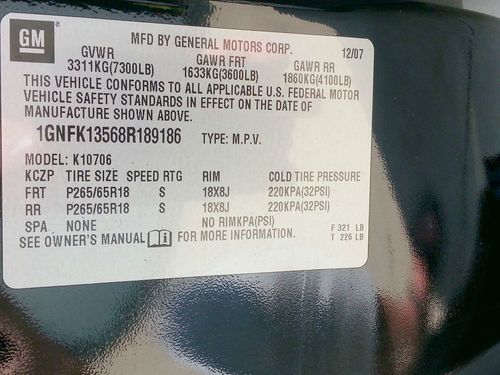 GM ®
MFD BY GENERAL MOTORS CORP. 12/07
GVWR GAWR FRT GAWR RR
3311KG(7300LB) 1633KG(3600LB) 1860KG(4100LB)
THIS VEHICLE CONFORMS TO ALL APPLICABLE U.S. FEDERAL MOTOR
VEHICLE SAFETY STANDARDS IN EFFECT ON THE DATE OF
MANUFACTURE SHOWN ABOVE.
1GNFK13568R189186 TYPE: M.P.V.
MODEL: K10706
KCZP TIRE SIZE SPEED RTG RIM COLD TIRE PRESSURE
FRT P265/65R18 S 18X8J 220KPA(32PSI)
RR P265/65R18 S 18X8J 220KPA(32PSI)
SPA NONE NO RIMKPA(PSI)
SEE OWNER'S MANUAL FOR MORE INFORMATION.
F 321 LB
T 226 LB